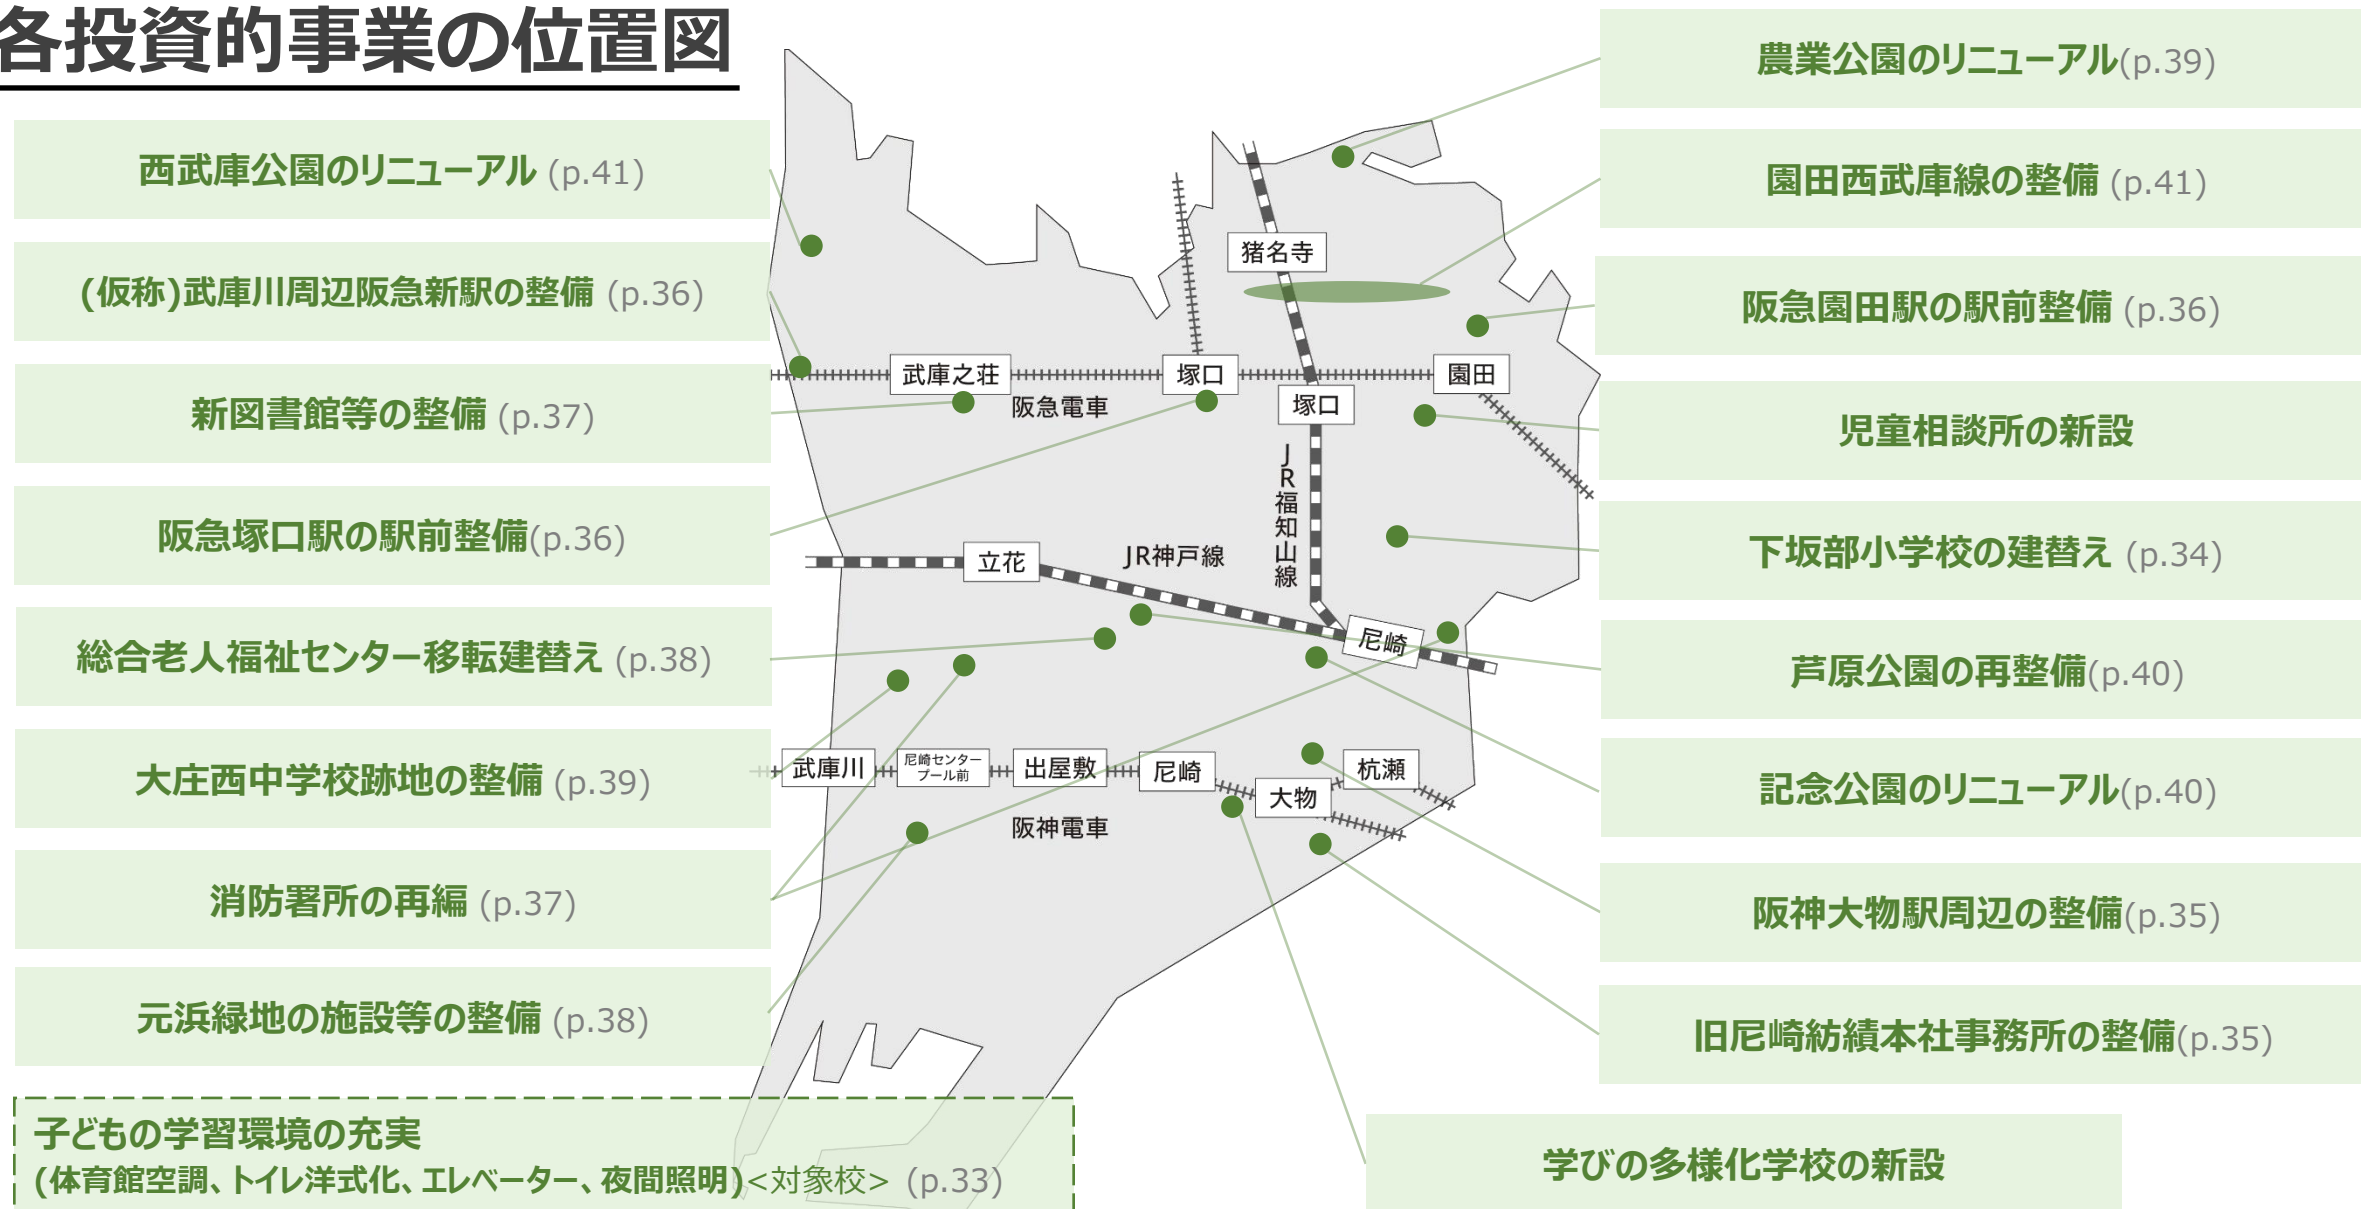 各投資的事業の位置図
西武庫公園のリニューアル (p.41)
(仮称)武庫川周辺阪急新駅の整備 (p.36)
新図書館等の整備 (p.37)
阪急塚口駅の駅前整備(p.36)
総合老人福祉センター移転建替え (p.38)
大庄西中学校跡地の整備 (p.39)
消防署所の再編 (p.37)
元浜緑地の施設等の整備 (p.38)
子どもの学習環境の充実
(体育館空調、トイレ洋式化、エレベーター、夜間照明)<対象校> (p.33)
猪名寺
武庫之荘
塚口
園田
塚口
阪急電車
JR福知山線
立花
JR神戸線
尼崎
武庫川
尼崎センター
プール前
出屋敷
尼崎
大物
杭瀬
阪神電車
農業公園のリニューアル(p.39)
園田西武庫線の整備 (p.41)
阪急園田駅の駅前整備 (p.36)
児童相談所の新設
下坂部小学校の建替え (p.34)
芦原公園の再整備(p.40)
記念公園のリニューアル(p.40)
阪神大物駅周辺の整備(p.35)
旧尼崎紡績本社事務所の整備(p.35)
学びの多様化学校の新設